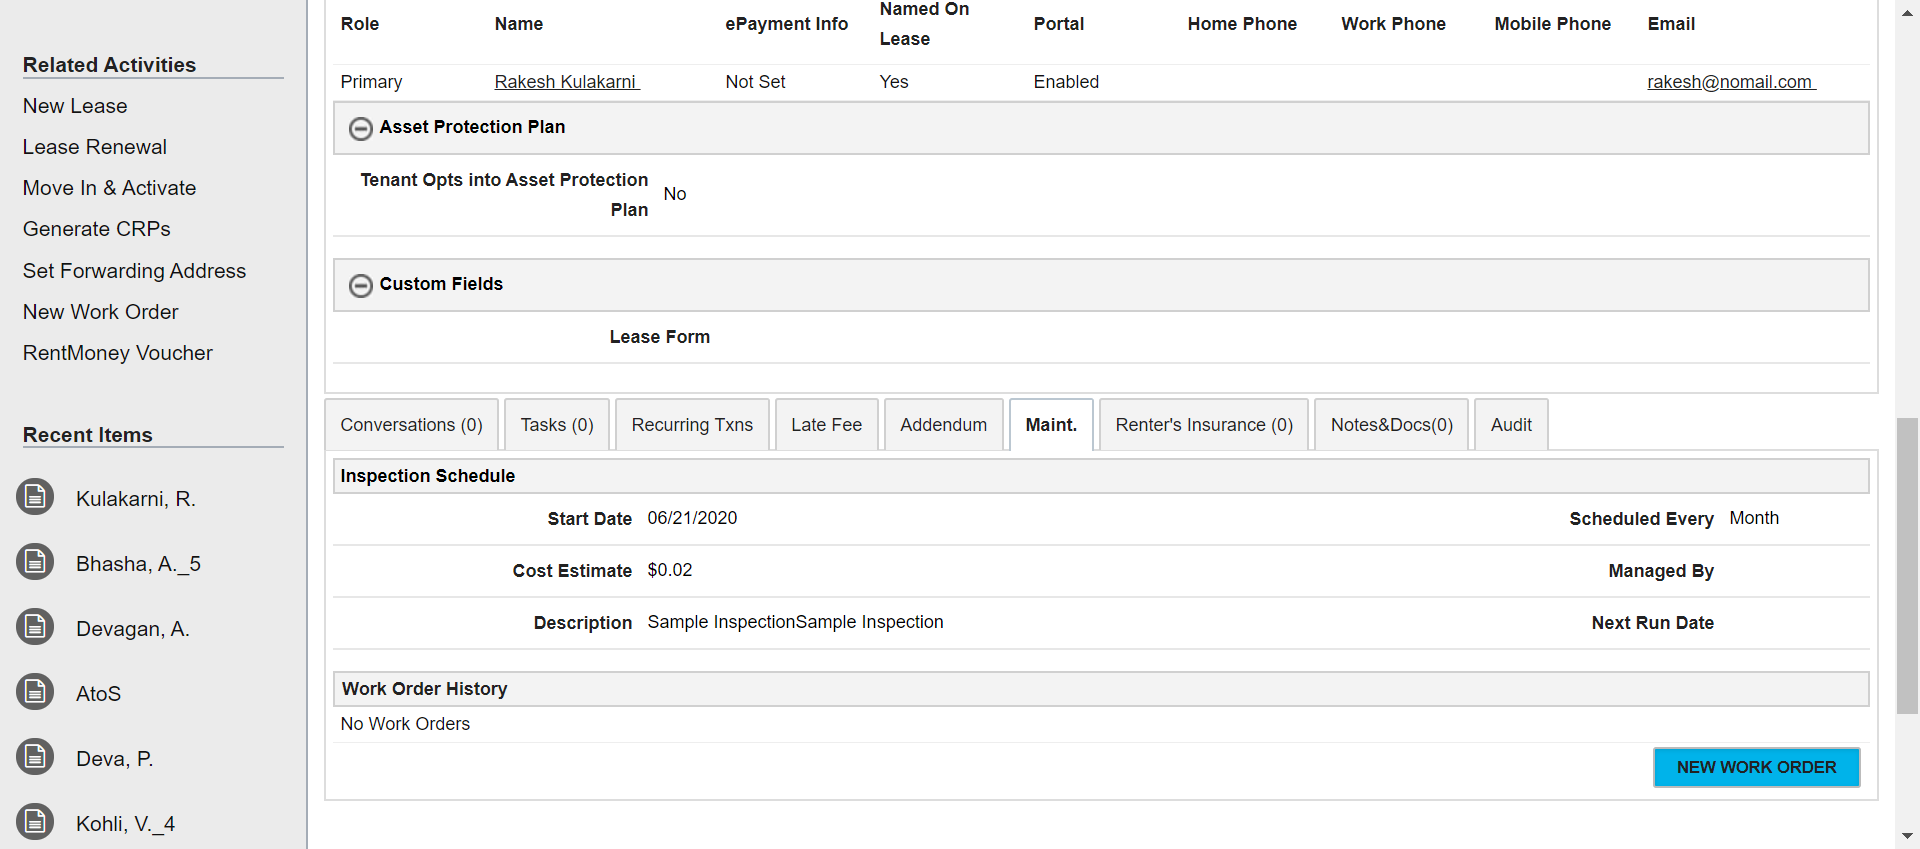 Related Activities
New Lease
Lease Renewal
Move In & Activate
Generate CRPs
Set Forwarding Address
New Work Order
RentMoney Voucher
Recent Items
Kulakarni, R.
Bhasha, A._5
Devagan, A.
AtoS
Deva, P.
Kohli, V._4
Role Name ePayment Info Named On Lease Portal Home Phone Work Phone Mobile Phone Email
Primary Rakesh Kulakarni Not Set Yes Enabled rakesh@nomail.com
Asset Protection Plan
Tenant Opts into Asset Protection Plan No
Custom Fields
Lease Form
Conversations (0) Tasks (0) Recurring Txns Late Fee Addendum Maint. Renter's Insurance (0) Notes&Docs(0) Audit
Inspection Schedule
Start Date 06/21/2020 Scheduled Every Month
Cost Estimate $0.02 Managed By
Description Sample InspectionSample Inspection Next Run Date
Work Order History
No Work Orders
NEW WORK ORDER